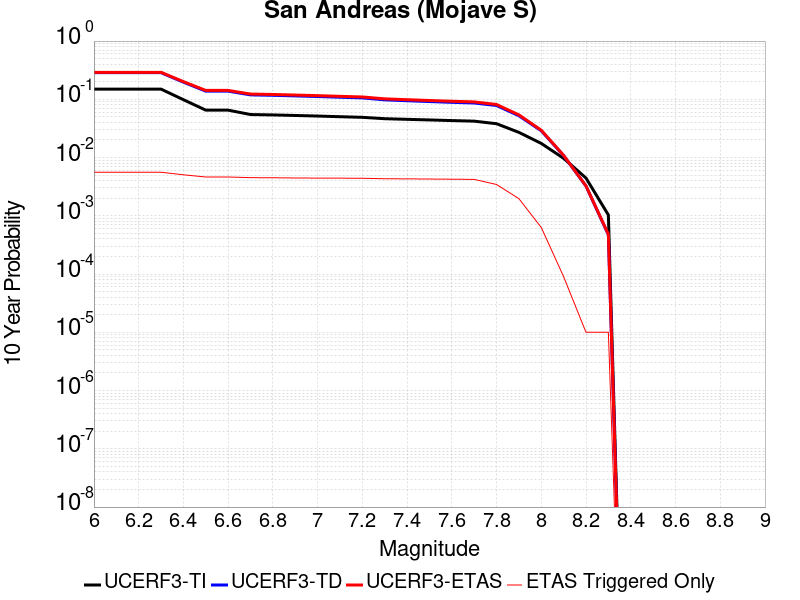 San Andreas (Mojave S)
10 0
10 -1
10 -2
10 -3
10 -4
10 -5
10 -6
10 -7
10 -8
10 Year Probability
6 6.2 6.4 6.6 6.8 7 7.2 7.4 7.6 7.8 8 8.2 8.4 8.6 8.8 9
Magnitude
UCERF3-TI UCERF3-TD UCERF3-ETAS ETAS Triggered Only